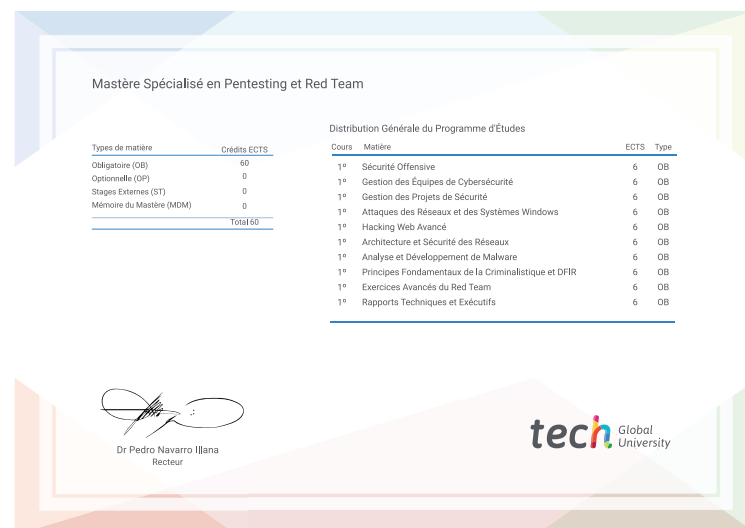 Mastère Spécialisé en Pentesting et Red Team
Types de matière Crédits ECTS
Obligatoire (OB) 60
Optionnelle (OP) 0
Stages Externes (ST) 0
Mémoire du Mastère (MDM) 0
Total 60
Distribution Générale du Programme d'Études
Cours Matière ECTS Type
1º Sécurité Offensive 6 OB
1º Gestion des Équipes de Cybersécurité 6 OB
1º Gestion des Projets de Sécurité 6 OB
1º Attaques des Réseaux et des Systèmes Windows 6 OB
1º Hacking Web Avancé 6 OB
1º Architecture et Sécurité des Réseaux 6 OB
1º Analyse et Développement de Malware 6 OB
1º Principes Fondamentaux de la Criminalistique et DFIR 6 OB
1º Exercices Avancés du Red Team 6 OB
1º Rapports Techniques et Exécutifs 6 OB
Dr Pedro Navarro Illana
Recteur
tech Global
University